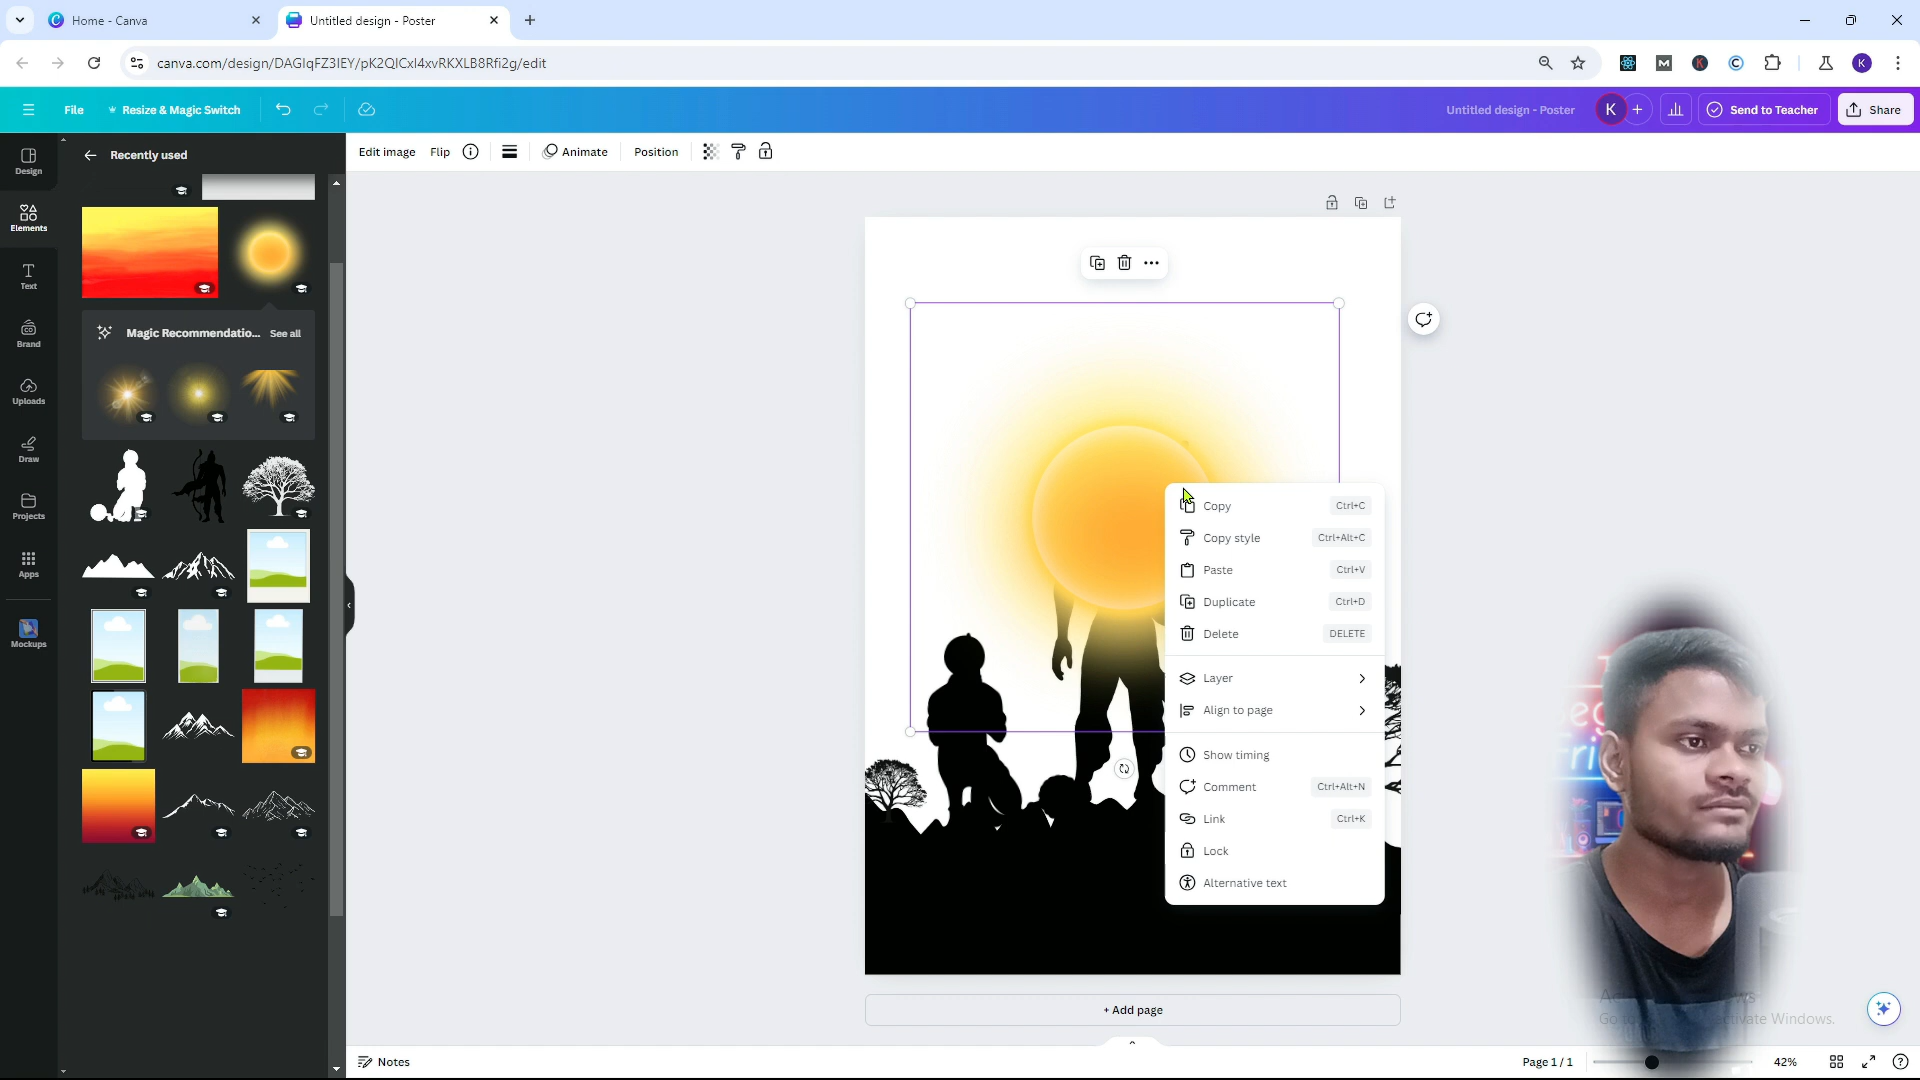 Home - Canva
Untitled design - Poster
canva.com/design/DAGIqFZ3IEY/pK2QICxl4xvRKXLB8Rfi2g/edit
M
K
K
File
Resize & Magic Switch
Untitled design - Poster
K
Send to Teacher
Share
Design
Elements
Text
Brand
Uploads
Draw
Projects
Apps
Mockups
Recently used
Magic Recommendatio...
See all
Edit image
Flip
Animate
Position
Copy
Ctrl+C
Copy style
Ctrl+Alt+C
Paste
Ctrl+V
Duplicate
Ctrl+D
Delete
DELETE
Layer
Align to page
Show timing
Comment
Ctrl+Alt+N
Link
Ctrl+K
Lock
Alternative text
+ Add page
Notes
Page 1 / 1
42%